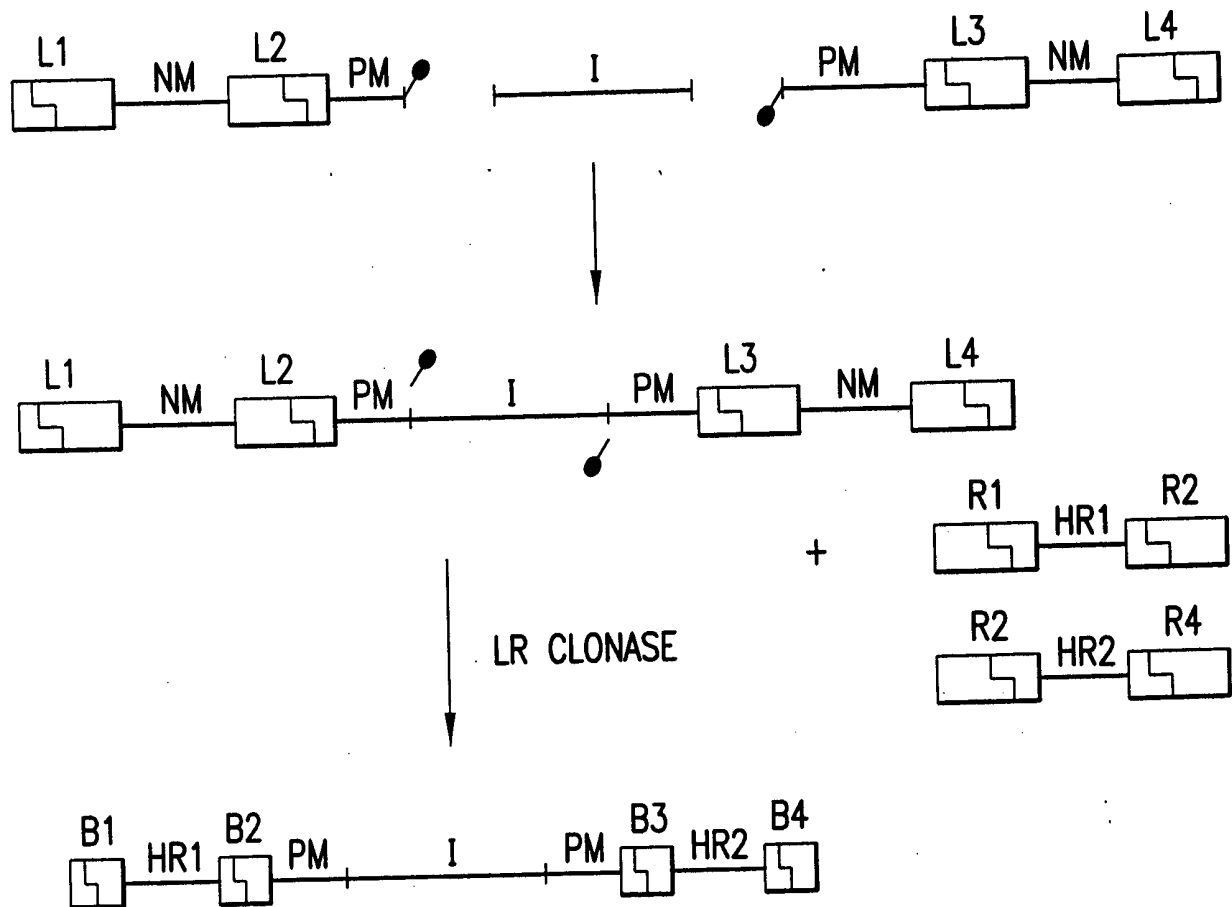 L1 NM L2 PM I PM L3 NM L4
L1 NM L2 PM I PM L3 NM L4
R1 HR1 R2
+
R2 HR2 R4
LR CLONASE
B1 HR1 B2 PM I PM B3 HR2 B4